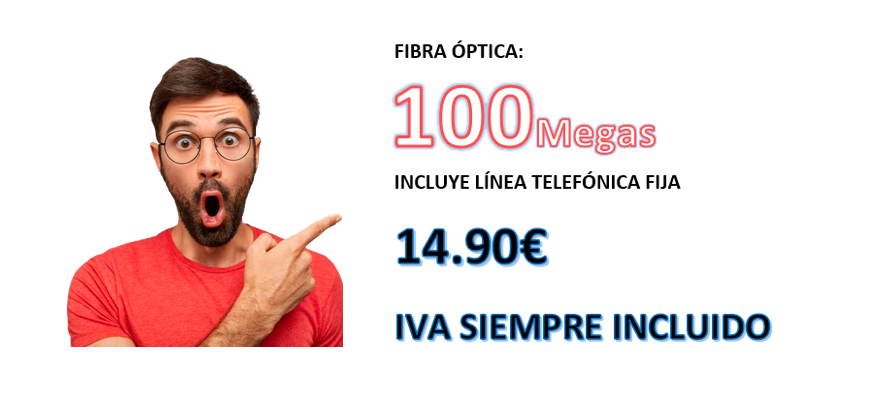 FIBRA ÓPTICA:
100Megas
INCLUYE LÍNEA TELEFÓNICA FIJA
14.90€
IVA SIEMPRE INCLUIDO